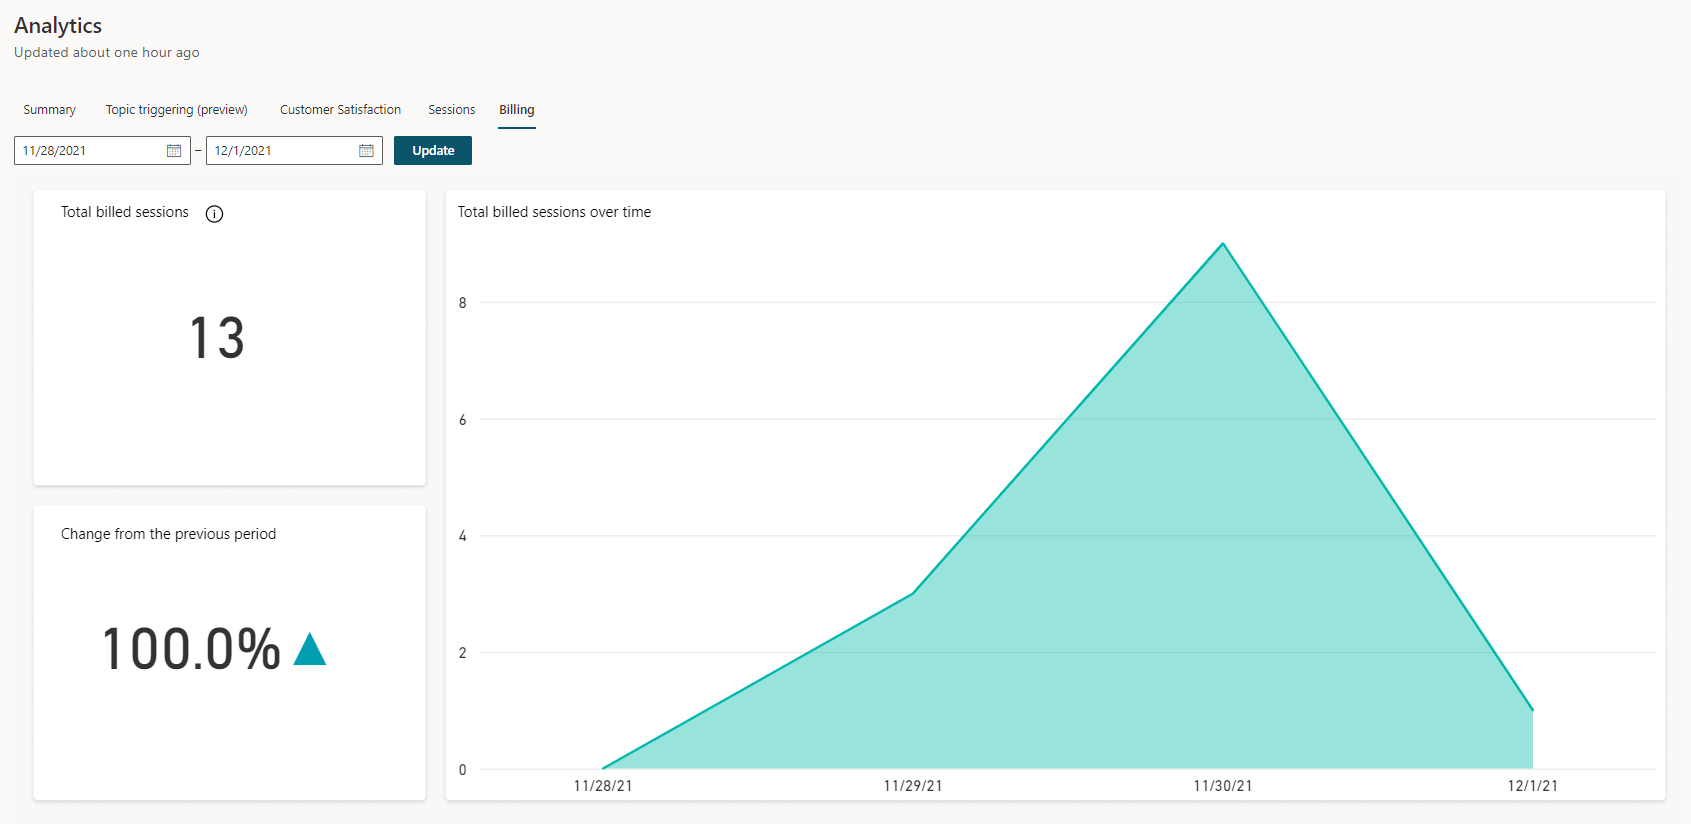 Analytics
Updated about one hour ago
Summary Topic triggering (preview) Customer Satisfaction Sessions Billing
11/28/2021 – 12/1/2021 Update
Total billed sessions
13
Change from the previous period
100.0%
Total billed sessions over time
8
6
4
2
0
11/28/21 11/29/21 11/30/21 12/1/21